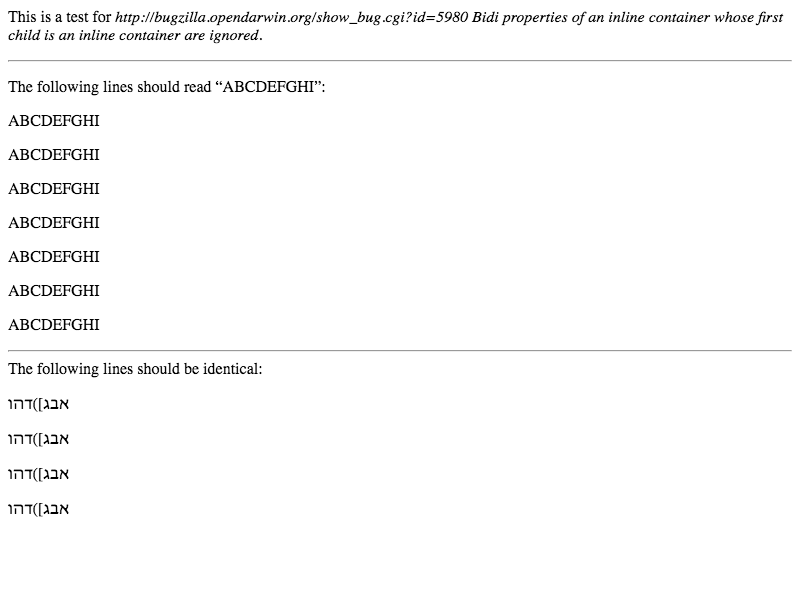 This is a test for http://bugzilla.opendarwin.org/show_bug.cgi?id=5980 Bidi properties of an inline container whose first
child is an inline container are ignored.
The following lines should read “ABCDEFGHI”:
ABCDEFGHI
ABCDEFGHI
ABCDEFGHI
ABCDEFGHI
ABCDEFGHI
ABCDEFGHI
ABCDEFGHI
The following lines should be identical:
אבג])דהו
אבג])דהו
אבג])דהו
אבג])דהו